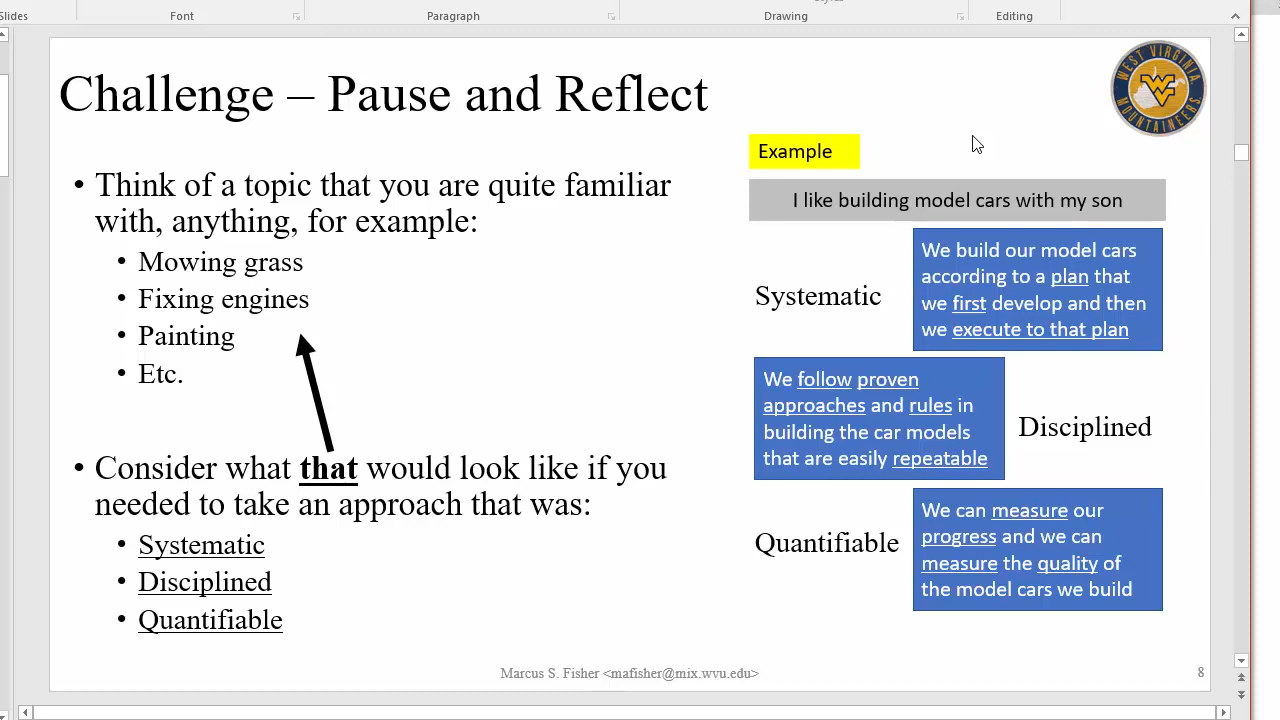 Slides
Font
Paragraph
Drawing
Editing
Challenge – Pause and Reflect
WEST VIRGINIA
WV
MOUNTAINEERS
• Think of a topic that you are quite familiar
with, anything, for example:
• Mowing grass
• Fixing engines
• Painting
• Etc.
• Consider what that would look like if you
needed to take an approach that was:
• Systematic
• Disciplined
• Quantifiable
Example
I like building model cars with my son
Systematic
We build our model cars
according to a plan that
we first develop and then
we execute to that plan
We follow proven
approaches and rules in
building the car models
that are easily repeatable
Disciplined
Quantifiable
We can measure our
progress and we can
measure the quality of
the model cars we build
Marcus S. Fisher <mafisher@mix.wvu.edu>
8